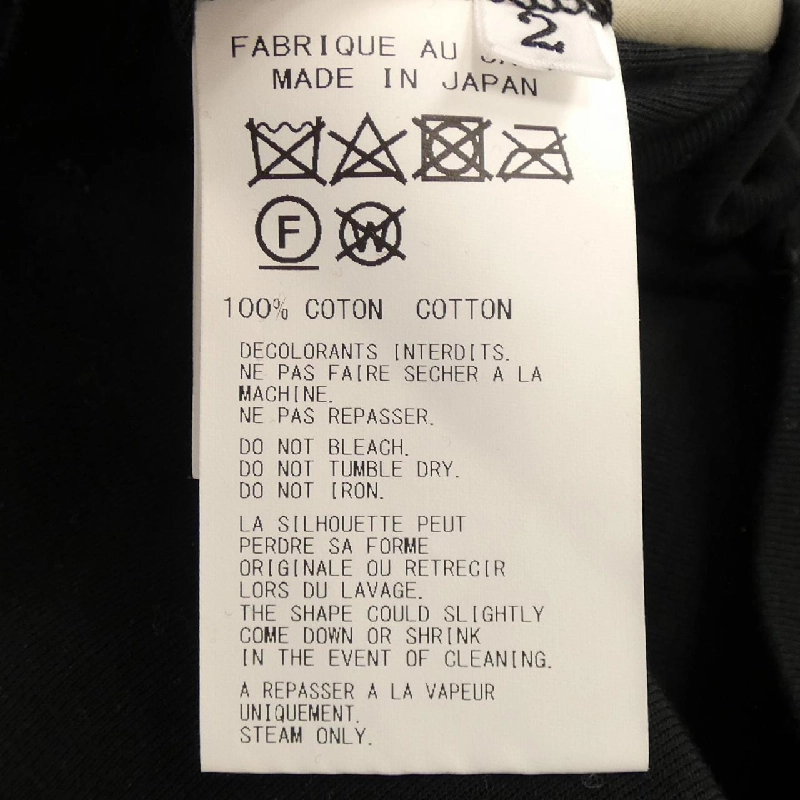 2
FABRIQUE AU
MADE IN JAPAN
F
W
100% COTON COTTON
DECOLORANTS INTERDITS.
NE PAS FAIRE SECHER A LA
MACHINE.
NE PAS REPASSER.
DO NOT BLEACH.
DO NOT TUMBLE DRY.
DO NOT IRON.
LA SILHOUETTE PEUT
PERDRE SA FORME
ORIGINALE OU RETRECIR
LORS DU LAVAGE.
THE SHAPE COULD SLIGHTLY
COME DOWN OR SHRINK
IN THE EVENT OF CLEANING.
A REPASSER A LA VAPEUR
UNIQUEMENT.
STEAM ONLY.